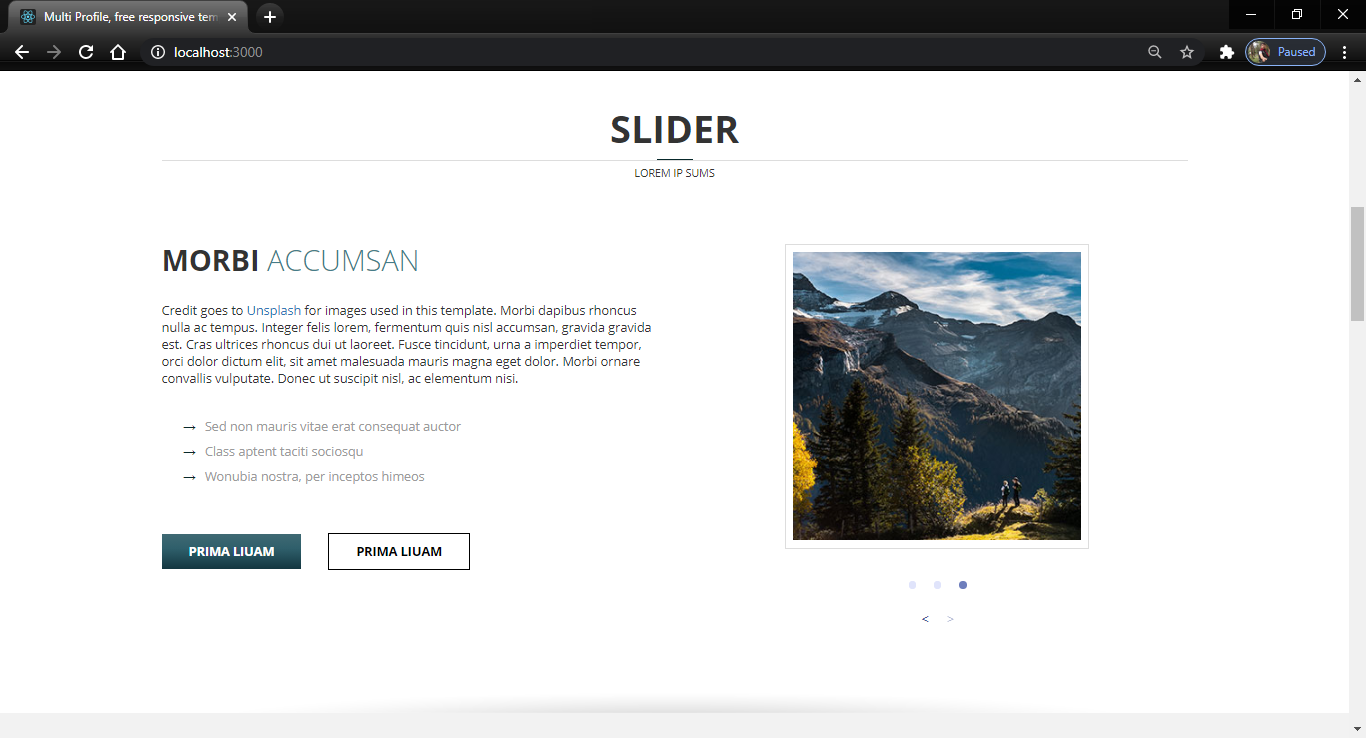 Multi Profile, free responsive tem
localhost:3000
Paused
SLIDER
LOREM IP SUMS
MORBI ACCUMSAN
Credit goes to Unsplash for images used in this template. Morbi dapibus rhoncus
nulla ac tempus. Integer felis lorem, fermentum quis nisl accumsan, gravida gravida
est. Cras ultrices rhoncus dui ut laoreet. Fusce tincidunt, urna a imperdiet tempor,
orci dolor dictum elit, sit amet malesuada mauris magna eget dolor. Morbi ornare
convallis vulputate. Donec ut suscipit nisl, ac elementum nisi.
→ Sed non mauris vitae erat consequat auctor
→ Class aptent taciti sociosqu
→ Wonubia nostra, per inceptos himeos
PRIMA LIUAM PRIMA LIUAM
< >